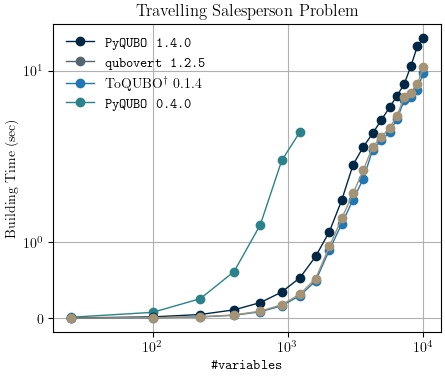 Travelling Salesperson Problem
PyQUBO 1.4.0
qubovert 1.2.5
ToQUBO† 0.1.4
PyQUBO 0.4.0
Building Time (sec)
10¹
10⁰
0
10² 10³ 10⁴
#variables